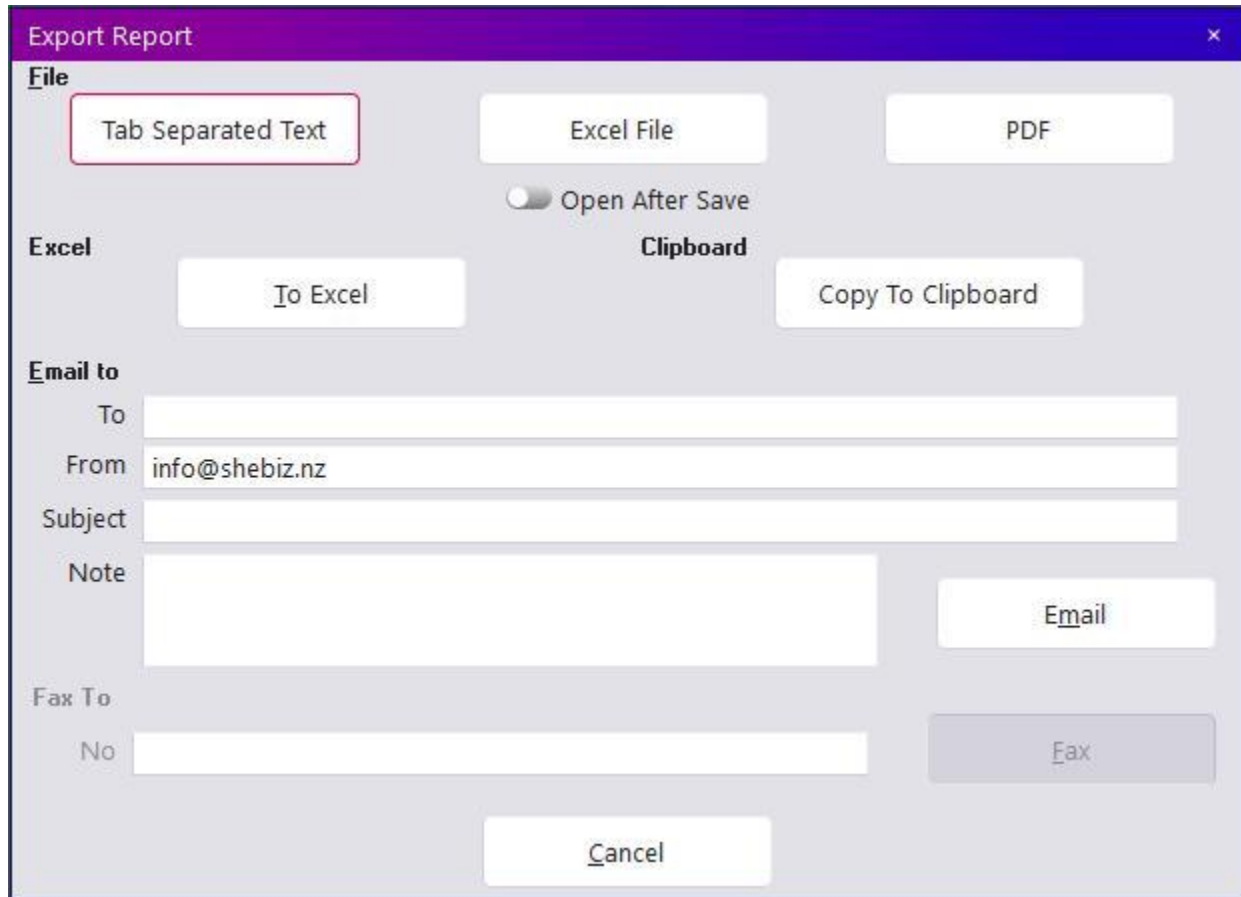 Export Report ×
File
Tab Separated Text Excel File PDF
Open After Save
Excel Clipboard
To Excel Copy To Clipboard
Email to
To
From info@shebiz.nz
Subject
Note
Email
Fax To
No Fax
Cancel